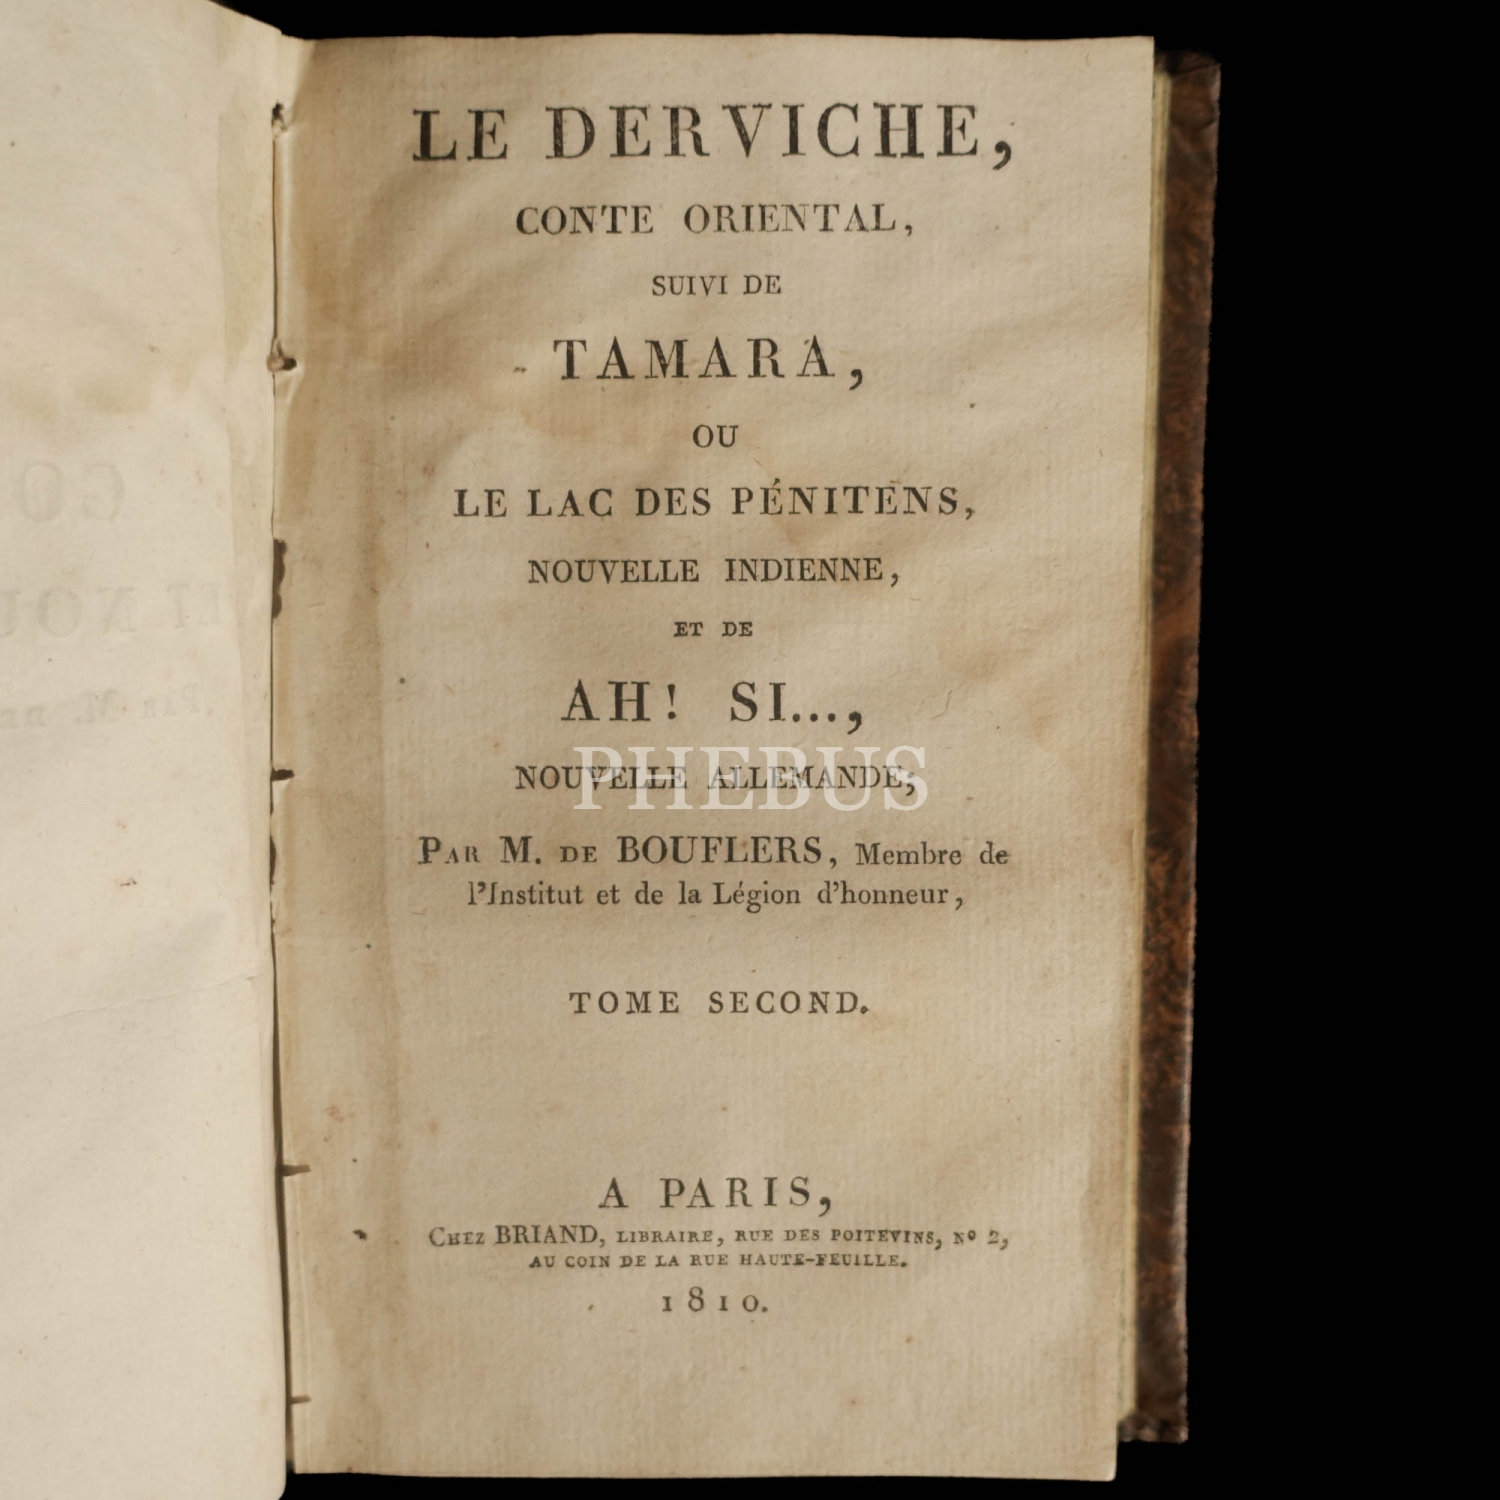 LE DERVICHE,
CONTE ORIENTAL,
SUIVI DE
TAMARA,
OU
LE LAC DES PÉNITENS,
NOUVELLE INDIENNE,
ET DE
AH! SI...,
NOUVELLE ALLEMANDE;
PHEBUS
PAR M. DE BOUFLERS, Membre de
l'Institut et de la Légion d'honneur,
TOME SECOND.
A PARIS,
CHEZ BRIAND, LIBRAIRE, RUE DES POITEVINS, Nº 2,
AU COIN DE LA RUE HAUTE-FEUILLE.
1810.